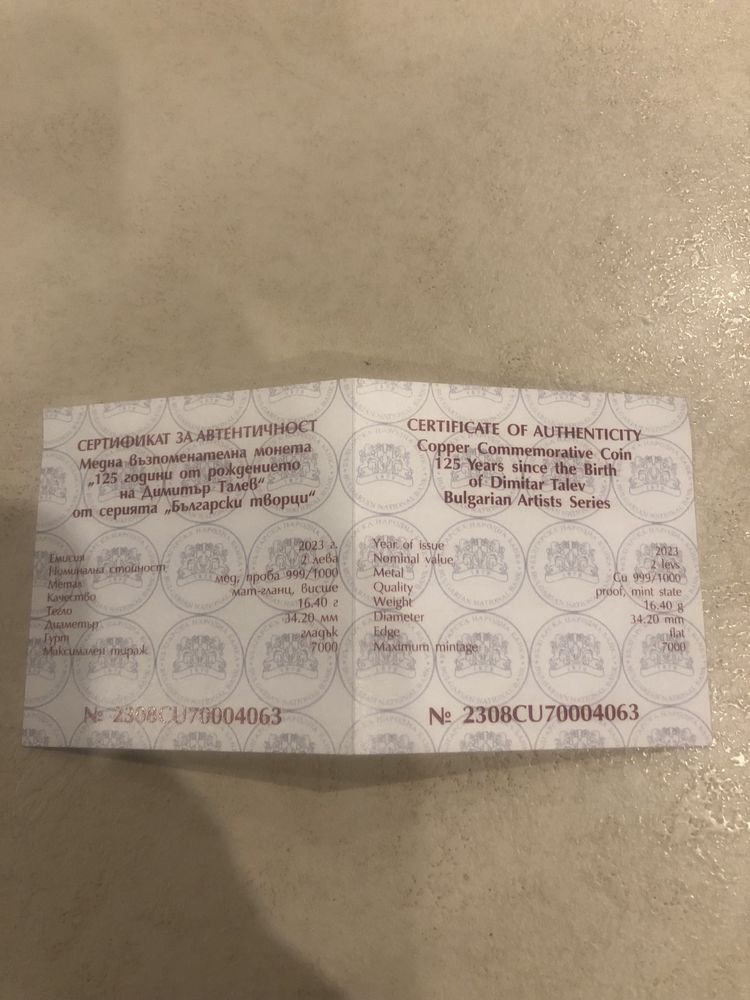 СЕРТИФИКАТ ЗА АВТЕНТИЧНОСТ
Медна възпоменателна монета
„125 години от рождението
на Димитър Талев“
от серията „Български творци“
Емисия 2023 г.
Номинална стойност 2 лева
Метал мед, проба 999/1000
Качество мат-гланц, висше
Тегло 16.40 г
Диаметър 34.20 мм
Гурт гладък
Максимален тираж 7000
№ 2308CU70004063
CERTIFICATE OF AUTHENTICITY
Copper Commemorative Coin
125 Years since the Birth
of Dimitar Talev
Bulgarian Artists Series
Year of issue 2023
Nominal value 2 levs
Metal Cu 999/1000
Quality proof, mint state
Weight 16.40 g
Diameter 34.20 mm
Edge flat
Maximum mintage 7000
№ 2308CU70004063